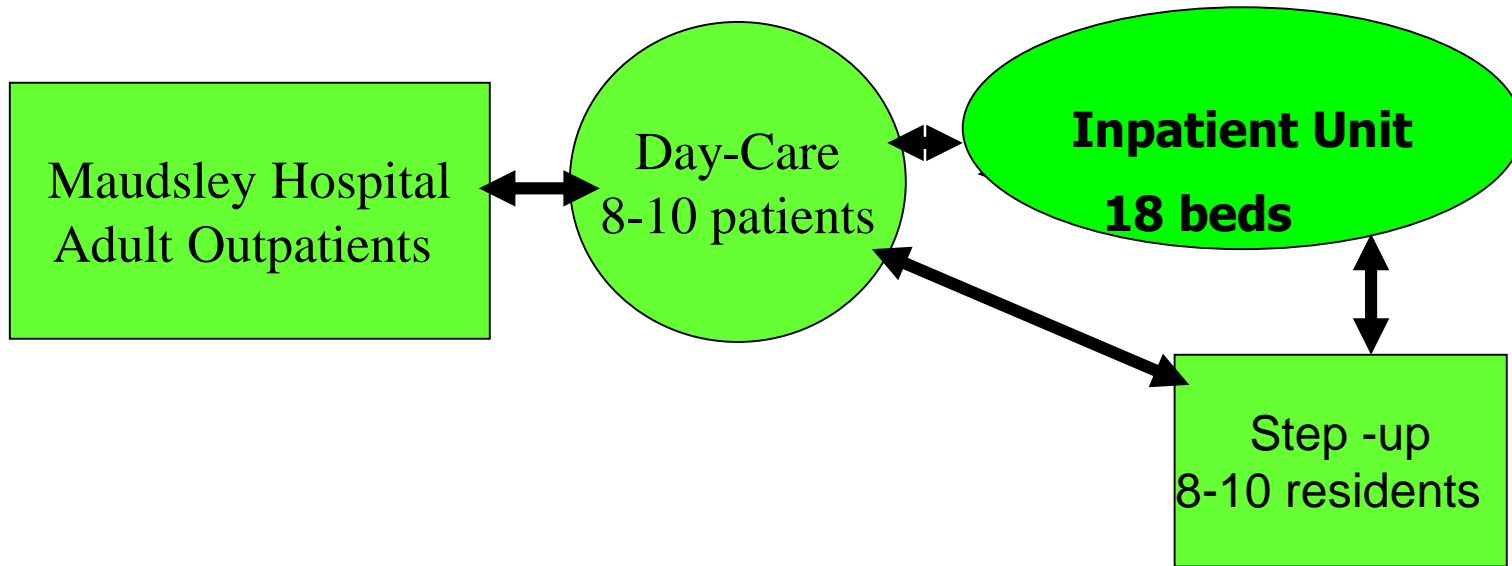 Maudsley Hospital
Adult Outpatients
Day-Care
8-10 patients
Inpatient Unit
18 beds
Step -up
8-10 residents